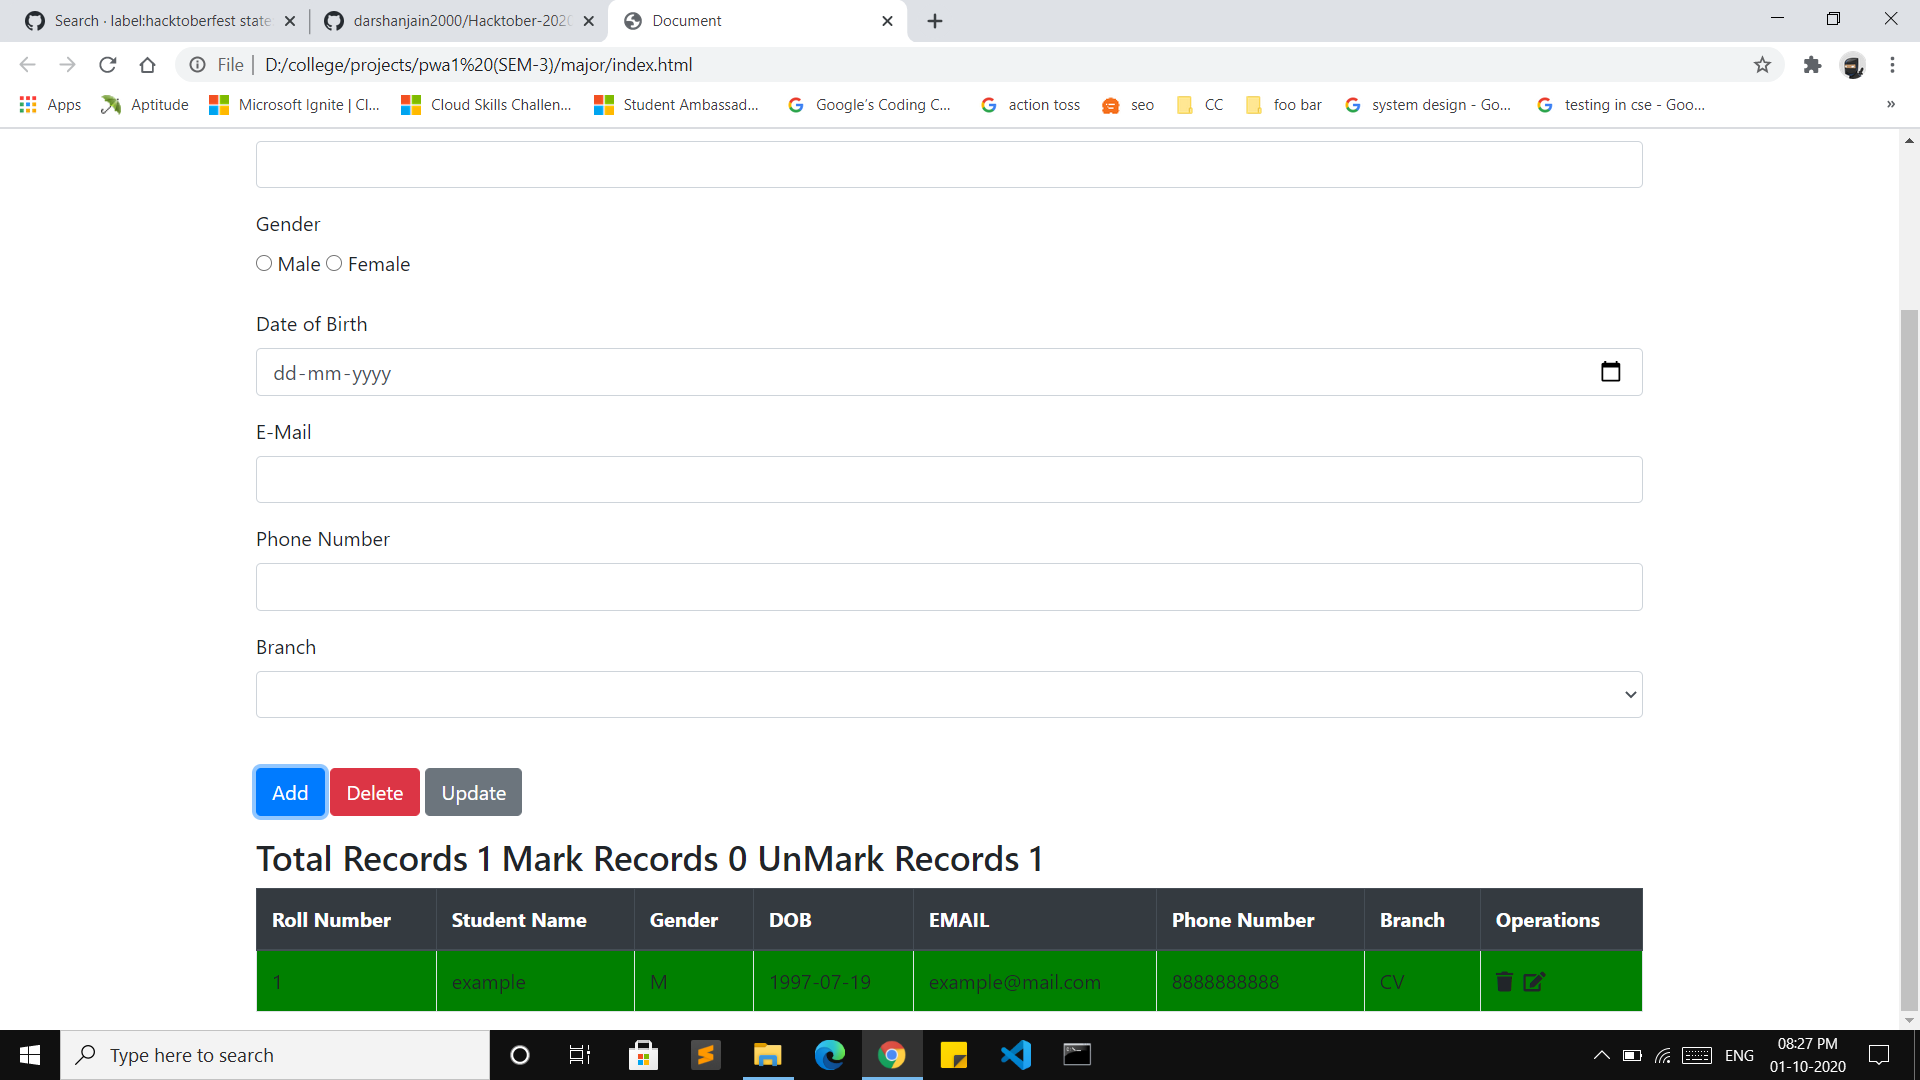 Search · label:hacktoberfest state
darshanjain2000/Hacktober-2020
Document
File
D:/college/projects/pwa1%20(SEM-3)/major/index.html
Apps
Aptitude
Microsoft Ignite | Cl...
Cloud Skills Challen...
Student Ambassad...
Google's Coding C...
action toss
seo
CC
foo bar
system design - Go...
testing in cse - Goo...
»
Gender
Male Female
Date of Birth
dd-mm-yyyy
E-Mail
Phone Number
Branch
Add Delete Update
Total Records 1 Mark Records 0 UnMark Records 1
Roll Number Student Name Gender DOB EMAIL Phone Number Branch Operations
1 example M 1997-07-19 example@mail.com 8888888888 CV
Type here to search
ENG
08:27 PM
01-10-2020